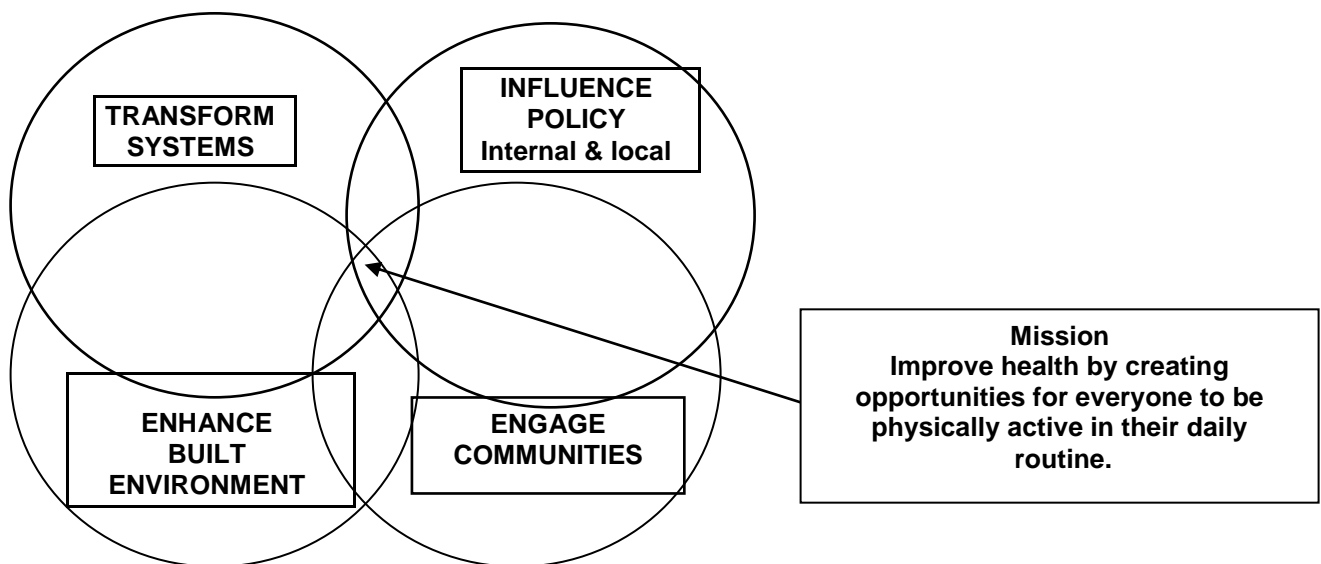 TRANSFORM
SYSTEMS
INFLUENCE
POLICY
Internal & local
ENHANCE
BUILT
ENVIRONMENT
ENGAGE
COMMUNITIES
Mission
Improve health by creating
opportunities for everyone to be
physically active in their daily
routine.